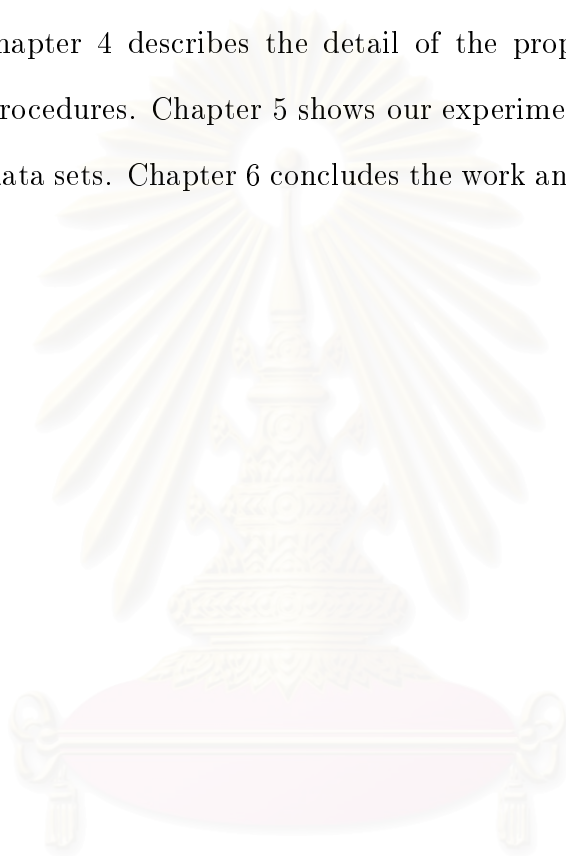 hapter 4 describes the detail of the prop
rocedures. Chapter 5 shows our experime
ata sets. Chapter 6 concludes the work an